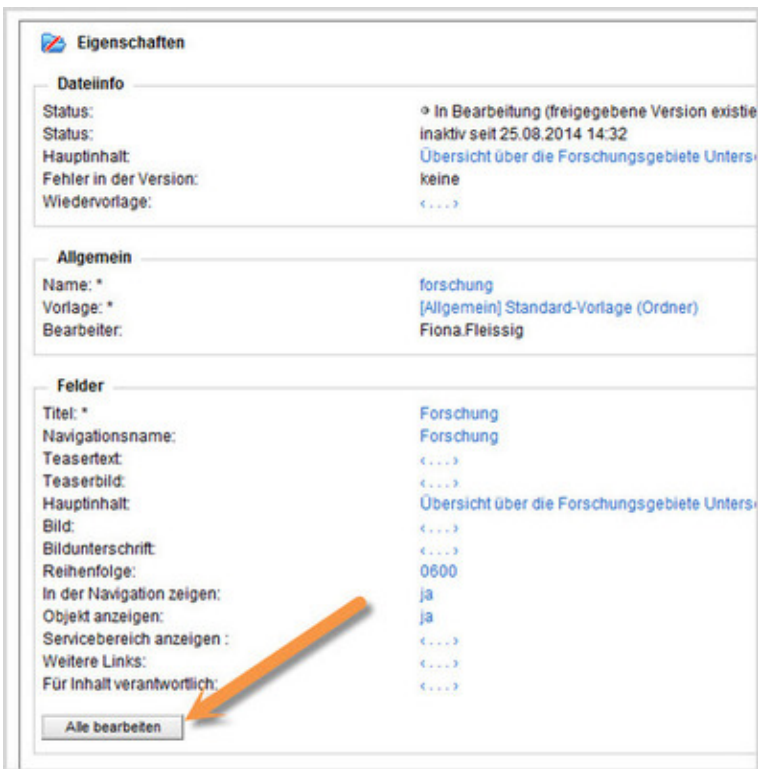 Eigenschaften
Dateiinfo
Status: ⚬ In Bearbeitung (freigegebene Version existie
Status: inaktiv seit 25.08.2014 14:32
Hauptinhalt: Übersicht über die Forschungsgebiete Unters
Fehler in der Version: keine
Wiedervorlage: ‹ . . . ›
Allgemein
Name: * forschung
Vorlage: * [Allgemein] Standard-Vorlage (Ordner)
Bearbeiter: Fiona.Fleissig
Felder
Titel: * Forschung
Navigationsname: Forschung
Teasertext: ‹ . . . ›
Teaserbild: ‹ . . . ›
Hauptinhalt: Übersicht über die Forschungsgebiete Unters
Bild: ‹ . . . ›
Bildunterschrift: ‹ . . . ›
Reihenfolge: 0600
In der Navigation zeigen: ja
Objekt anzeigen: ja
Servicebereich anzeigen : ‹ . . . ›
Weitere Links: ‹ . . . ›
Für Inhalt verantwortlich: ‹ . . . ›
Alle bearbeiten